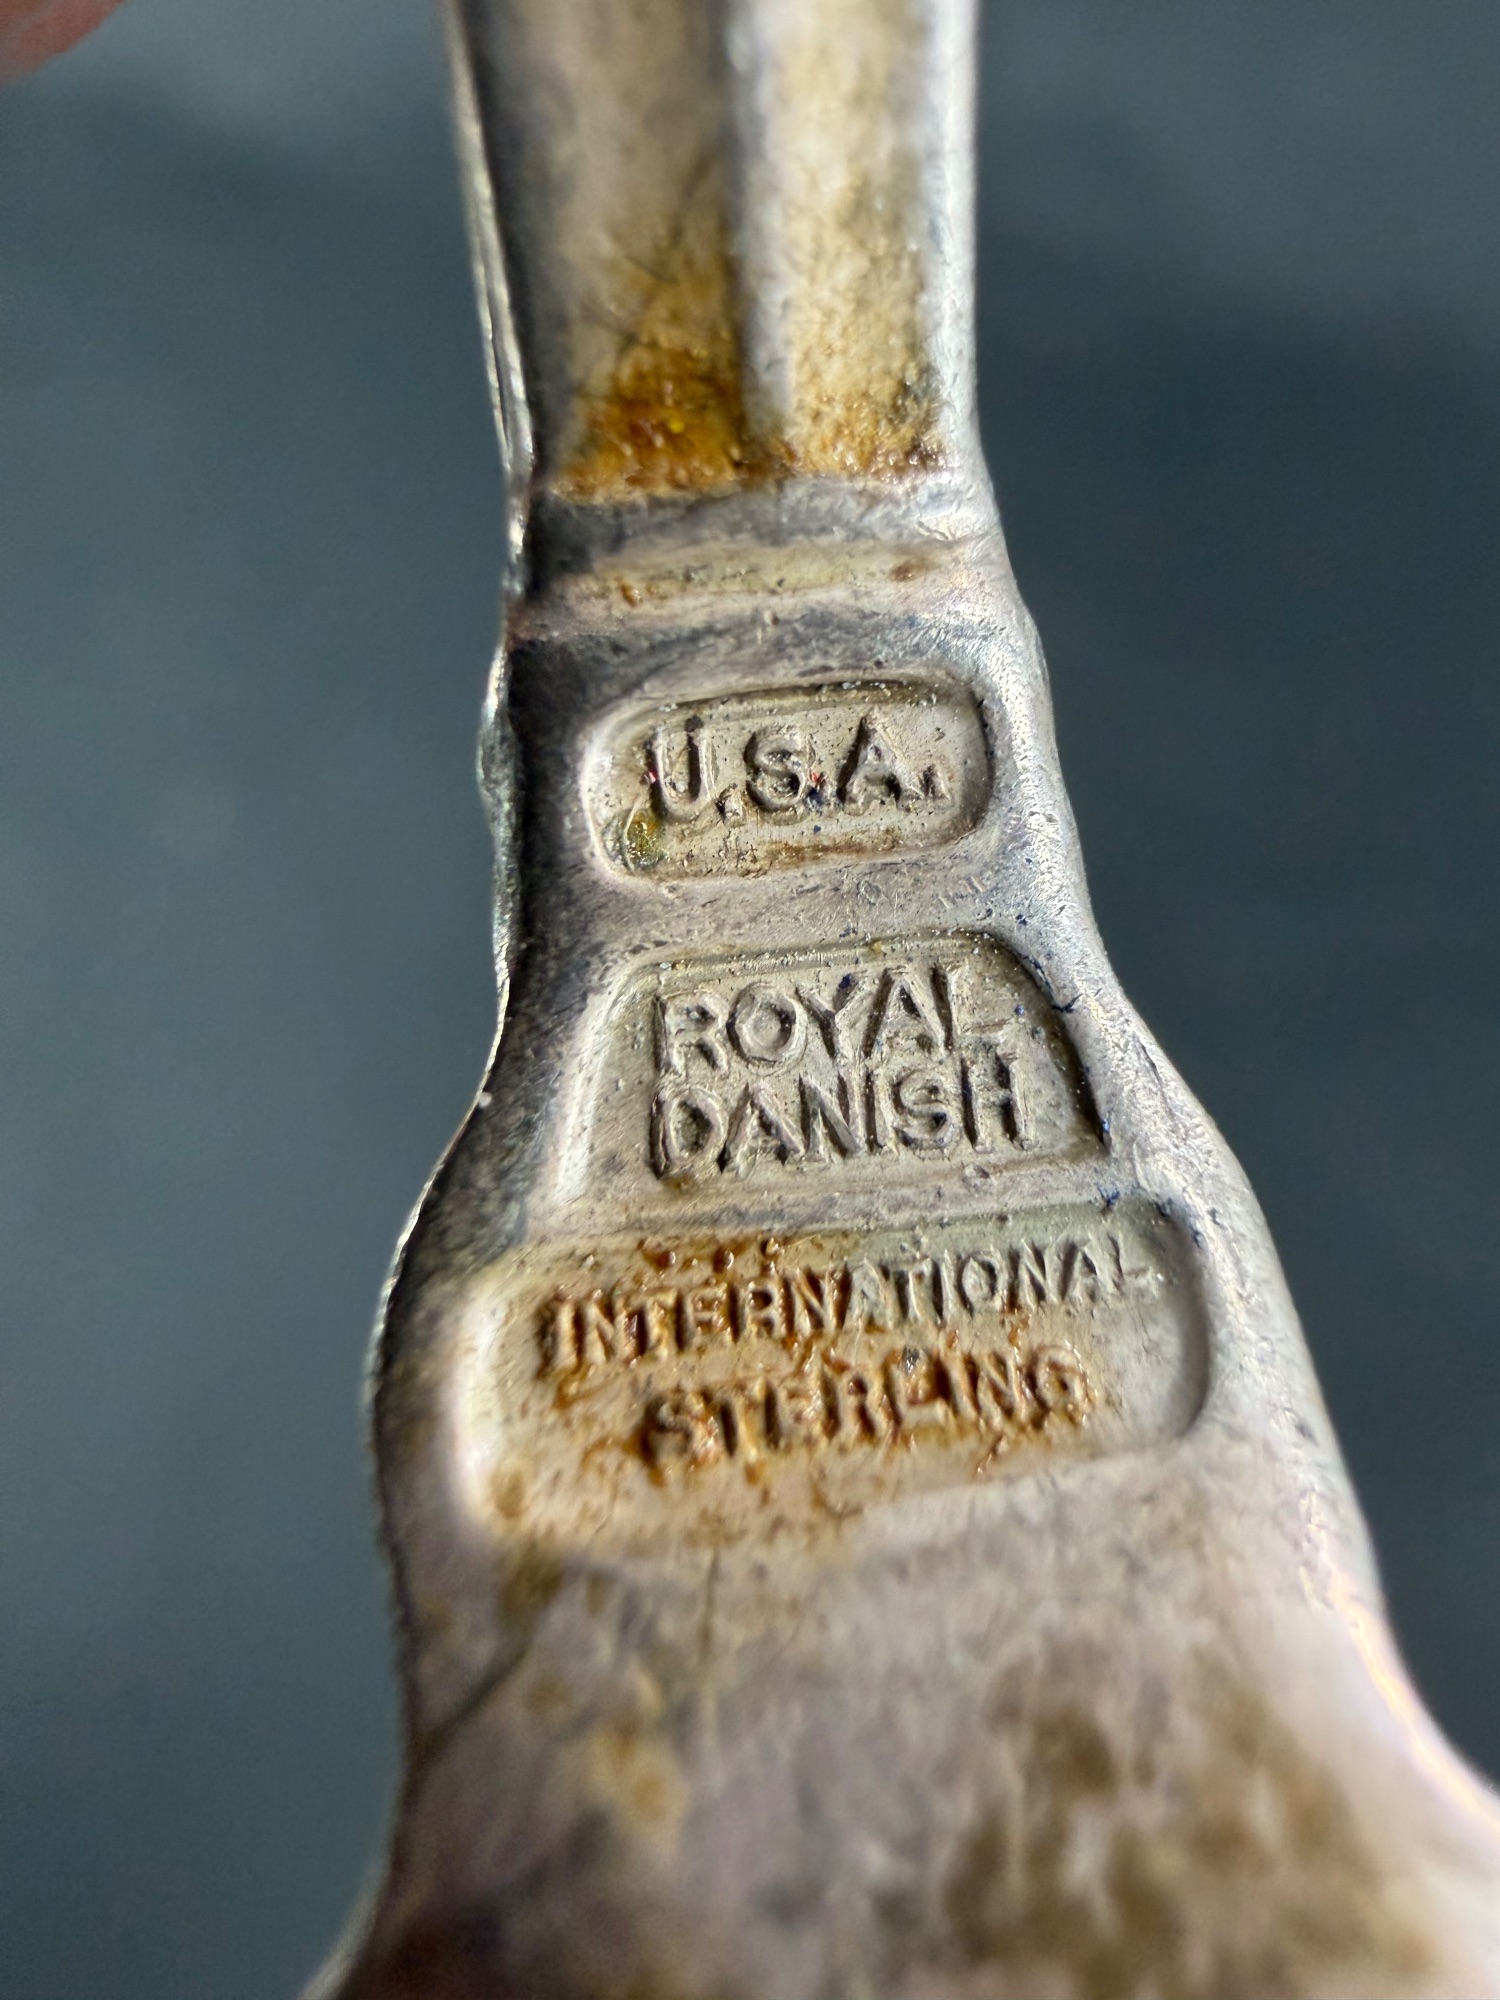 U.S.A.
ROYAL
DANISH
INTERNATIONAL
STERLING